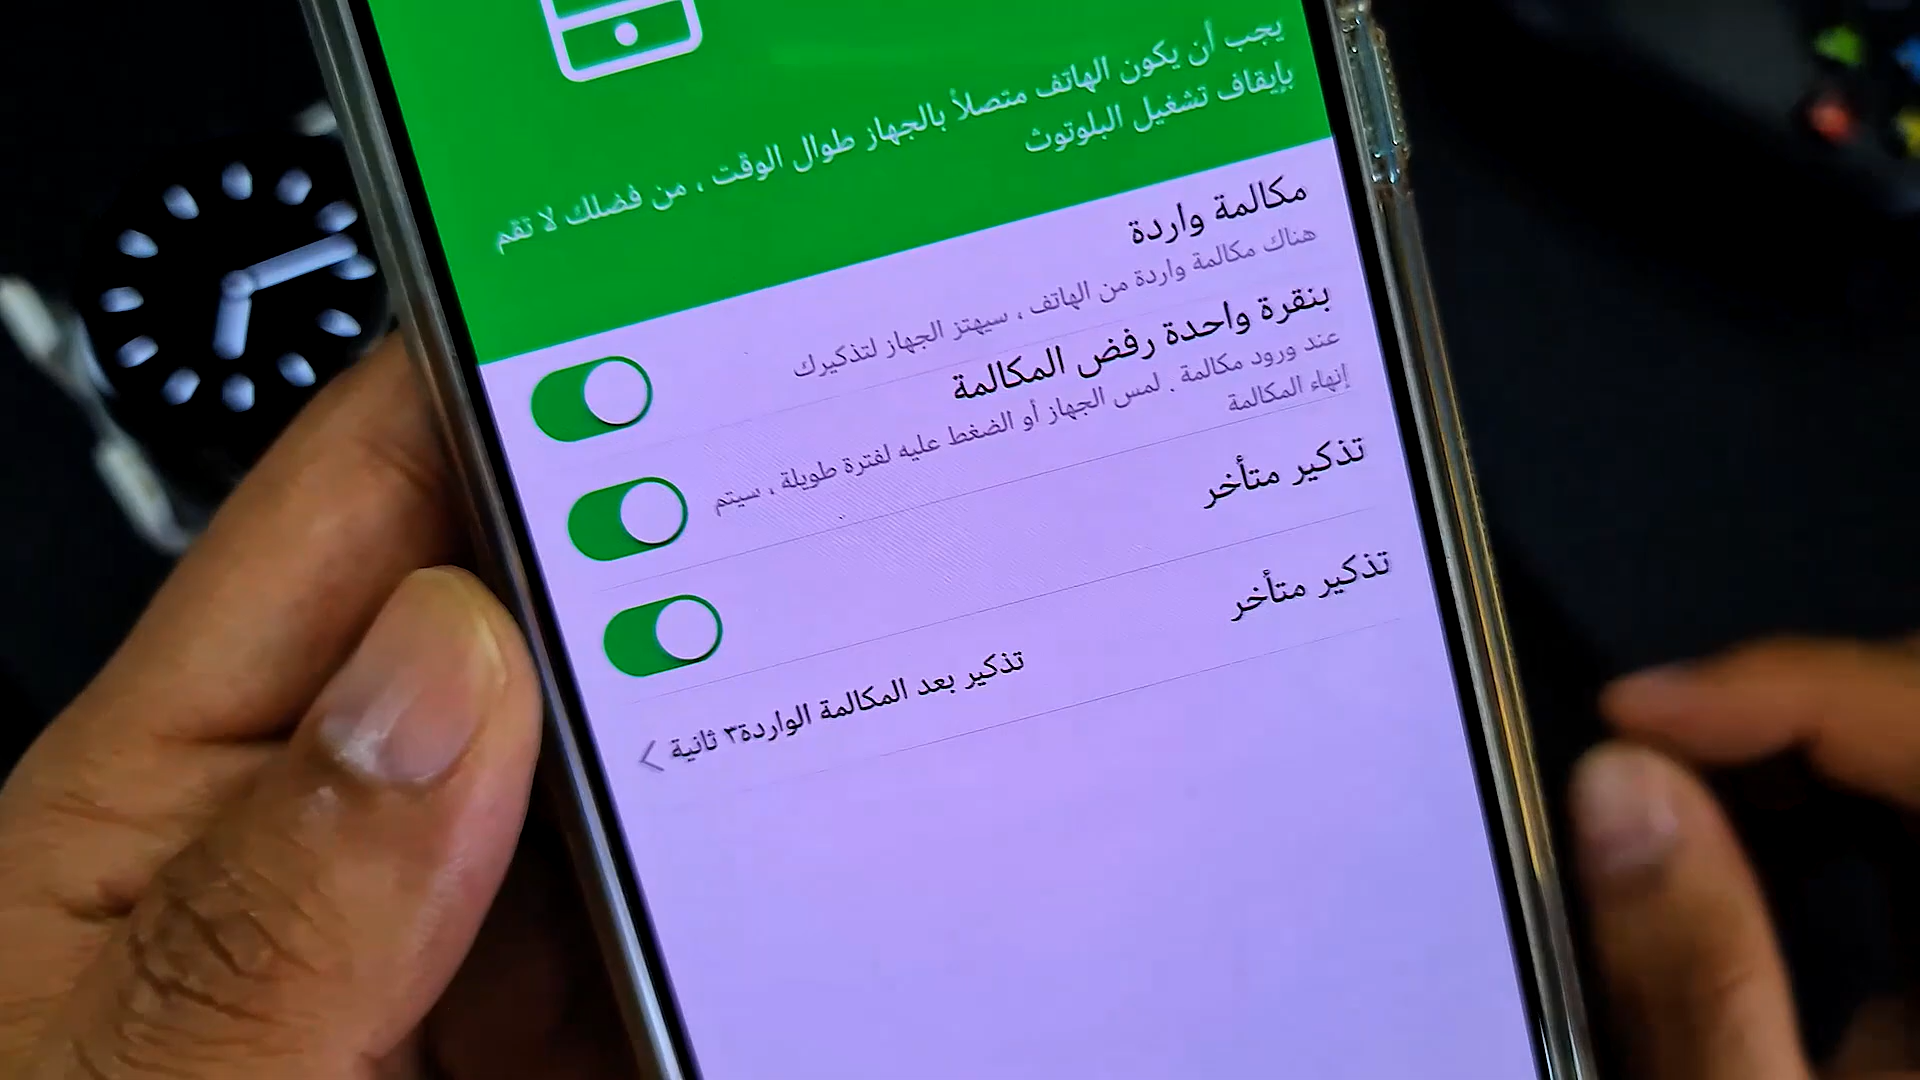 يجب أن يكون الهاتف متصلاً بالجهاز طوال الوقت ، من فضلك لا تقم
بإيقاف تشغيل البلوتوث
مكالمة واردة
هناك مكالمة واردة من الهاتف ، سيهتز الجهاز لتذكيرك
بنقرة واحدة رفض المكالمة
عند ورود مكالمة . لمس الجهاز أو الضغط عليه لفترة طويلة ، سيتم
إنهاء المكالمة
تذكير متأخر
تذكير متأخر
تذكير بعد المكالمة الواردة٣ ثانية